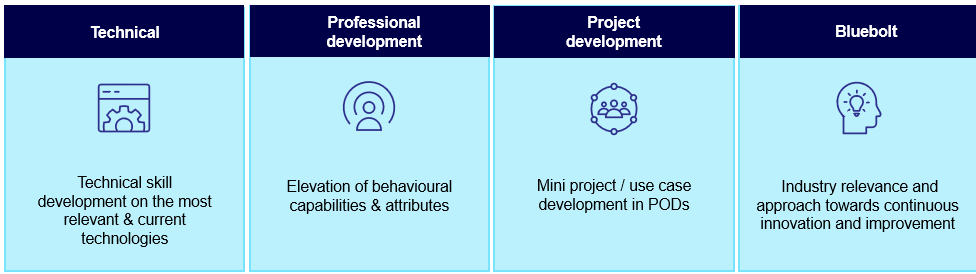 Technical
Technical skill
development on the most
relevant & current
technologies
Professional
development
Elevation of behavioural
capabilities & attributes
Project
development
Mini project / use case
development in PODs
Bluebolt
Industry relevance and
approach towards continuous
innovation and improvement